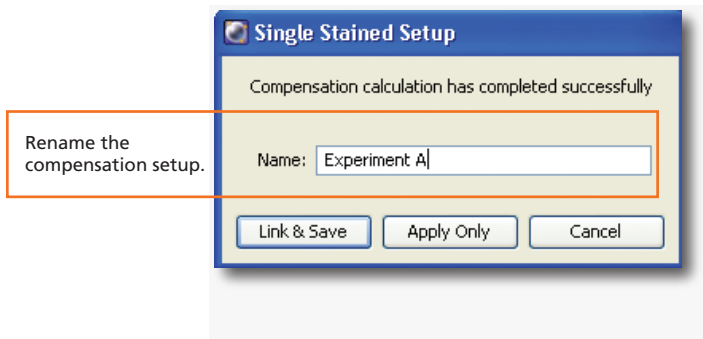 Single Stained Setup
Compensation calculation has completed successfully
Rename the
compensation setup.
Name: Experiment A
Link & Save Apply Only Cancel